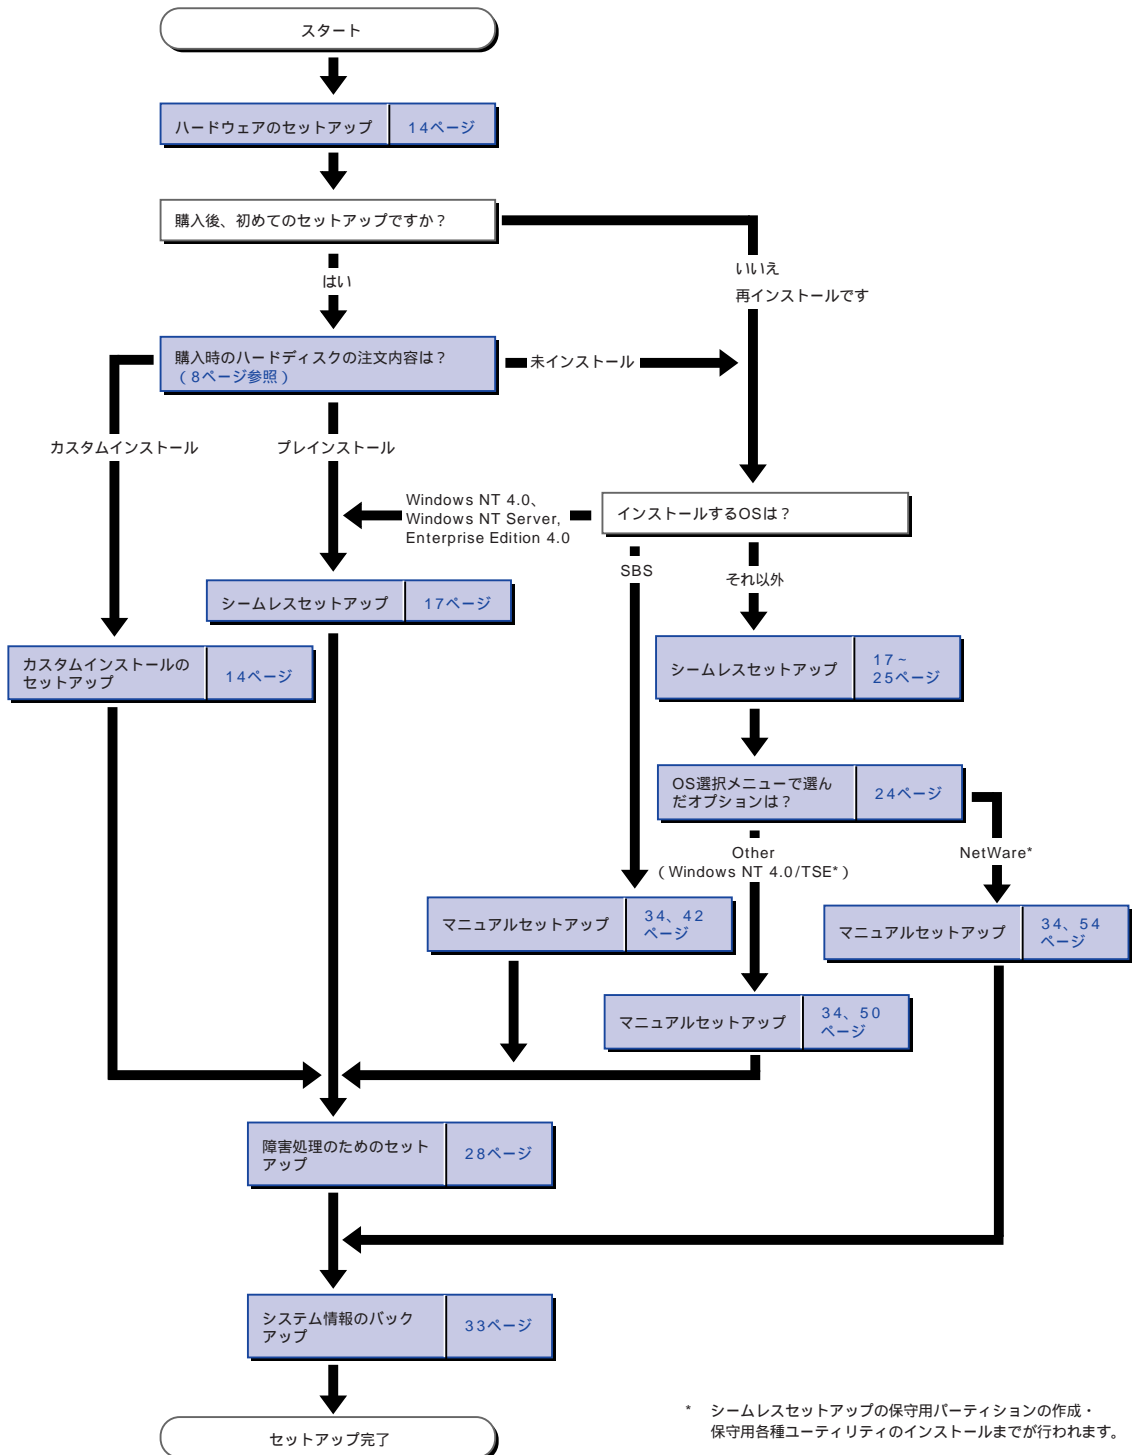 スタート
ハードウェアのセットアップ
14ページ
購入後、初めてのセットアップですか？
はい
いいえ
再インストールです
購入時のハードディスクの注文内容は？
（8ページ参照）
未インストール
カスタムインストール
プレインストール
Windows NT 4.0、
Windows NT Server,
Enterprise Edition 4.0
インストールするOSは？
SBS
それ以外
シームレスセットアップ
17ページ
カスタムインストールの
セットアップ
14ページ
シームレスセットアップ
17~
25ページ
OS選択メニューで選ん
だオプションは？
24ページ
Other
（Windows NT 4.0/TSE*）
NetWare*
マニュアルセットアップ
34、42
ページ
マニュアルセットアップ
34、54
ページ
マニュアルセットアップ
34、50
ページ
障害処理のためのセット
アップ
28ページ
システム情報のバック
アップ
33ページ
セットアップ完了
* シームレスセットアップの保守用パーティションの作成・
保守用各種ユーティリティのインストールまでが行われます。